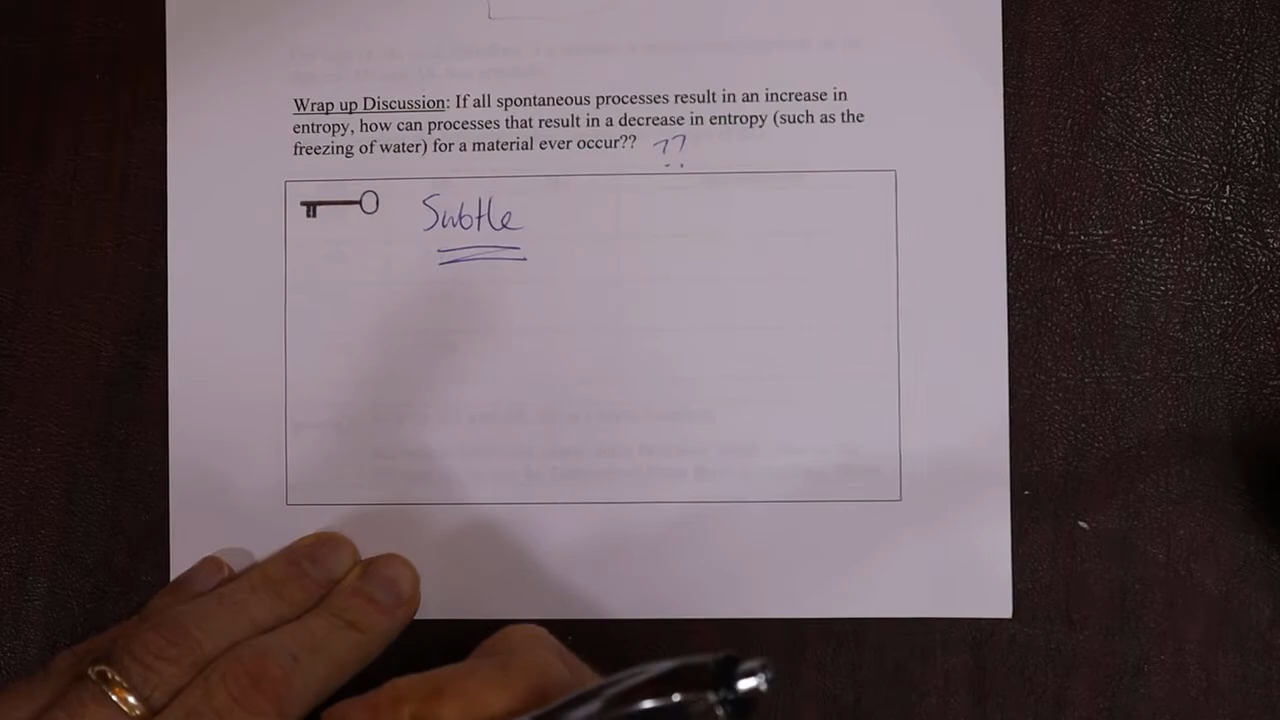 Wrap up Discussion: If all spontaneous processes result in an increase in
entropy, how can processes that result in a decrease in entropy (such as the
freezing of water) for a material ever occur?? ??
Subtle